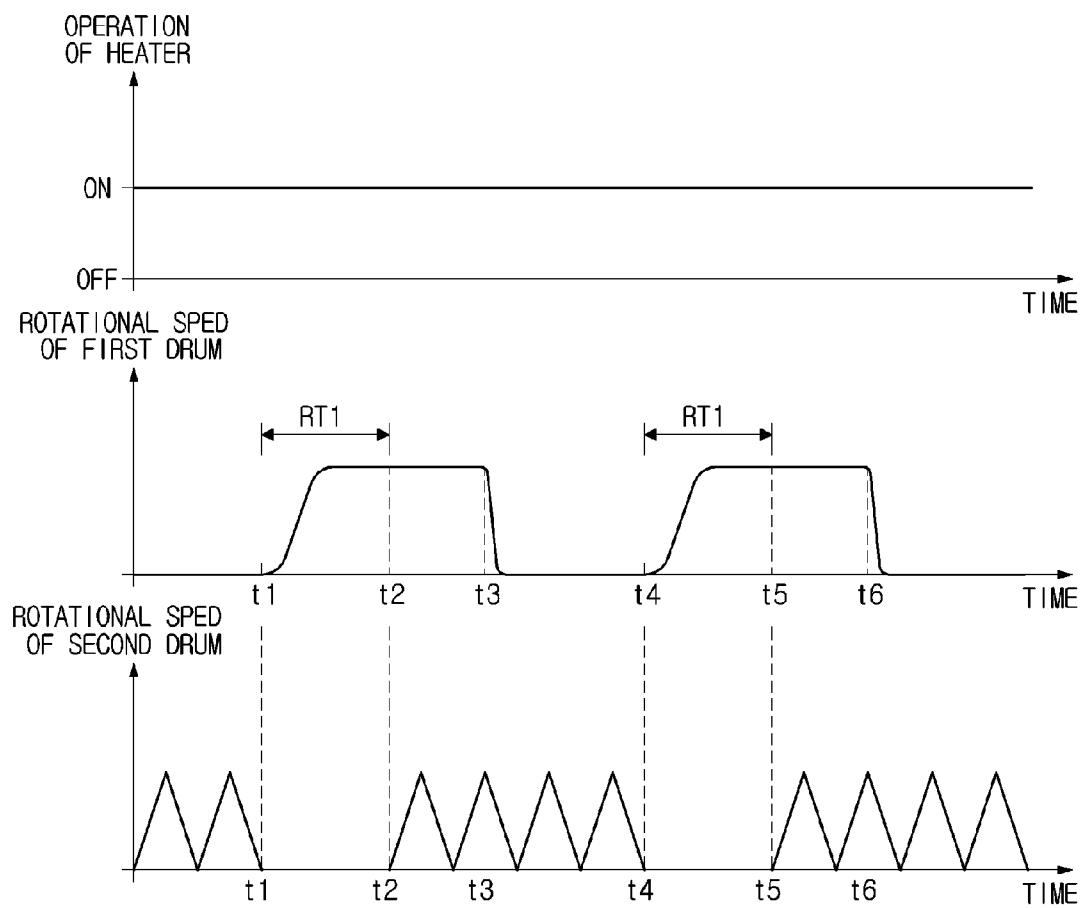 OPERATION
OF HEATER
ON
OFF
TIME
ROTATIONAL SPED
OF FIRST DRUM
RT1 RT1
t1 t2 t3 t4 t5 t6
TIME
ROTATIONAL SPED
OF SECOND DRUM
t1 t2 t3 t4 t5 t6
TIME